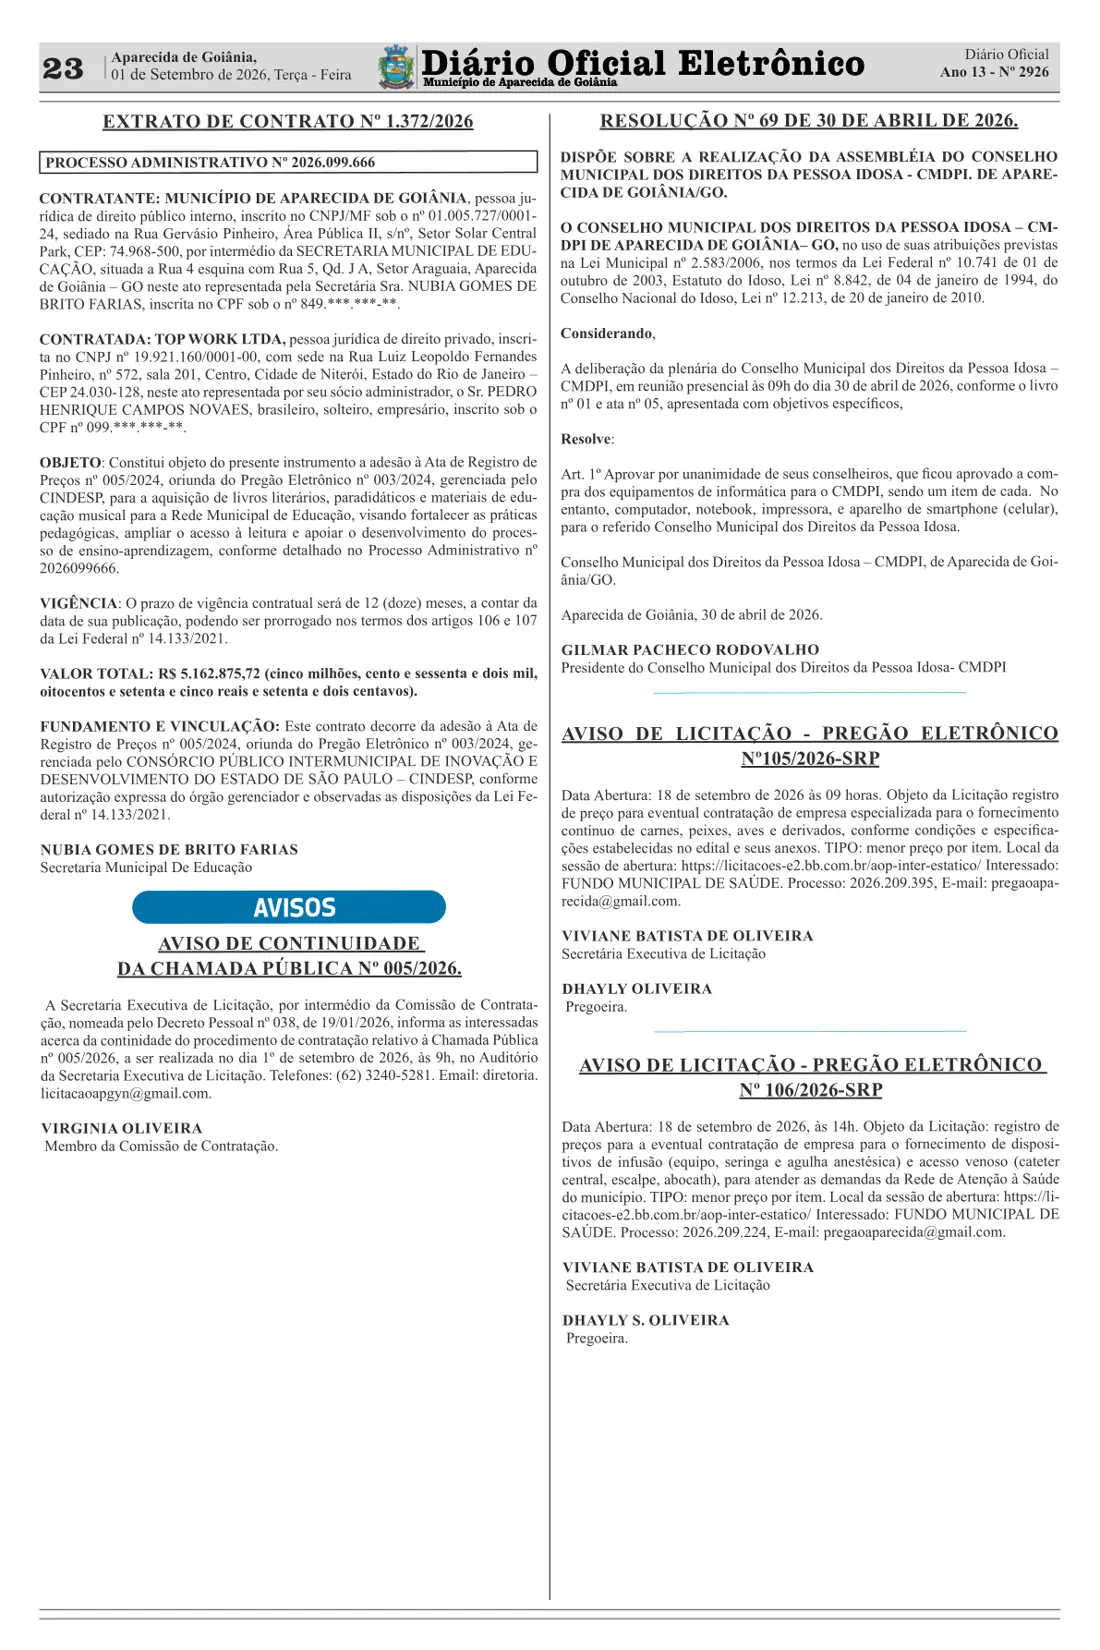 23
Aparecida de Goiânia,
01 de Setembro de 2026, Terça - Feira
Diário Oficial Eletrônico
Município de Aparecida de Goiânia
Diário Oficial
Ano 13 - Nº 2926
EXTRATO DE CONTRATO Nº 1.372/2026
PROCESSO ADMINISTRATIVO Nº 2026.099.666
CONTRATANTE: MUNICÍPIO DE APARECIDA DE GOIÂNIA, pessoa ju-
rídica de direito público interno, inscrito no CNPJ/MF sob o nº 01.005.727/0001-
24, sediado na Rua Gervásio Pinheiro, Área Pública II, s/nº, Setor Solar Central
Park, CEP: 74.968-500, por intermédio da SECRETARIA MUNICIPAL DE EDU-
CAÇÃO, situada a Rua 4 esquina com Rua 5, Qd. J A, Setor Araguaia, Aparecida
de Goiânia – GO neste ato representada pela Secretária Sra. NUBIA GOMES DE
BRITO FARIAS, inscrita no CPF sob o nº 849.***.***-**.
CONTRATADA: TOP WORK LTDA, pessoa jurídica de direito privado, inscri-
ta no CNPJ nº 19.921.160/0001-00, com sede na Rua Luiz Leopoldo Fernandes
Pinheiro, nº 572, sala 201, Centro, Cidade de Niterói, Estado do Rio de Janeiro –
CEP 24.030-128, neste ato representada por seu sócio administrador, o Sr. PEDRO
HENRIQUE CAMPOS NOVAES, brasileiro, solteiro, empresário, inscrito sob o
CPF nº 099.***.***-**.
OBJETO: Constitui objeto do presente instrumento a adesão à Ata de Registro de
Preços nº 005/2024, oriunda do Pregão Eletrônico nº 003/2024, gerenciada pelo
CINDESP, para a aquisição de livros literários, paradidáticos e materiais de edu-
cação musical para a Rede Municipal de Educação, visando fortalecer as práticas
pedagógicas, ampliar o acesso à leitura e apoiar o desenvolvimento do proces-
so de ensino-aprendizagem, conforme detalhado no Processo Administrativo nº
2026099666.
VIGÊNCIA: O prazo de vigência contratual será de 12 (doze) meses, a contar da
data de sua publicação, podendo ser prorrogado nos termos dos artigos 106 e 107
da Lei Federal nº 14.133/2021.
VALOR TOTAL: R$ 5.162.875,72 (cinco milhões, cento e sessenta e dois mil,
oitocentos e setenta e cinco reais e setenta e dois centavos).
FUNDAMENTO E VINCULAÇÃO: Este contrato decorre da adesão à Ata de
Registro de Preços nº 005/2024, oriunda do Pregão Eletrônico nº 003/2024, ge-
renciada pelo CONSÓRCIO PÚBLICO INTERMUNICIPAL DE INOVAÇÃO E
DESENVOLVIMENTO DO ESTADO DE SÃO PAULO – CINDESP, conforme
autorização expressa do órgão gerenciador e observadas as disposições da Lei Fe-
deral nº 14.133/2021.
NUBIA GOMES DE BRITO FARIAS
Secretaria Municipal De Educação
AVISOS
AVISO DE CONTINUIDADE
DA CHAMADA PÚBLICA Nº 005/2026.
A Secretaria Executiva de Licitação, por intermédio da Comissão de Contrata-
ção, nomeada pelo Decreto Pessoal nº 038, de 19/01/2026, informa as interessadas
acerca da continidade do procedimento de contratação relativo à Chamada Pública
nº 005/2026, a ser realizada no dia 1º de setembro de 2026, às 9h, no Auditório
da Secretaria Executiva de Licitação. Telefones: (62) 3240-5281. Email: diretoria.
licitacaoapgyn@gmail.com.
VIRGINIA OLIVEIRA
Membro da Comissão de Contratação.
RESOLUÇÃO Nº 69 DE 30 DE ABRIL DE 2026.
DISPÕE SOBRE A REALIZAÇÃO DA ASSEMBLÉIA DO CONSELHO
MUNICIPAL DOS DIREITOS DA PESSOA IDOSA - CMDPI. DE APARE-
CIDA DE GOIÂNIA/GO.
O CONSELHO MUNICIPAL DOS DIREITOS DA PESSOA IDOSA – CM-
DPI DE APARECIDA DE GOIÂNIA– GO, no uso de suas atribuições previstas
na Lei Municipal nº 2.583/2006, nos termos da Lei Federal nº 10.741 de 01 de
outubro de 2003, Estatuto do Idoso, Lei nº 8.842, de 04 de janeiro de 1994, do
Conselho Nacional do Idoso, Lei nº 12.213, de 20 de janeiro de 2010.
Considerando,
A deliberação da plenária do Conselho Municipal dos Direitos da Pessoa Idosa –
CMDPI, em reunião presencial às 09h do dia 30 de abril de 2026, conforme o livro
nº 01 e ata nº 05, apresentada com objetivos específicos,
Resolve:
Art. 1º Aprovar por unanimidade de seus conselheiros, que ficou aprovado a com-
pra dos equipamentos de informática para o CMDPI, sendo um item de cada.  No
entanto, computador, notebook, impressora, e aparelho de smartphone (celular),
para o referido Conselho Municipal dos Direitos da Pessoa Idosa.
Conselho Municipal dos Direitos da Pessoa Idosa – CMDPI, de Aparecida de Goi-
ânia/GO.
Aparecida de Goiânia, 30 de abril de 2026.
GILMAR PACHECO RODOVALHO
Presidente do Conselho Municipal dos Direitos da Pessoa Idosa- CMDPI
AVISO DE LICITAÇÃO - PREGÃO ELETRÔNICO
Nº105/2026-SRP
Data Abertura: 18 de setembro de 2026 às 09 horas. Objeto da Licitação registro
de preço para eventual contratação de empresa especializada para o fornecimento
contínuo de carnes, peixes, aves e derivados, conforme condições e especifica-
ções estabelecidas no edital e seus anexos. TIPO: menor preço por item. Local da
sessão de abertura: https://licitacoes-e2.bb.com.br/aop-inter-estatico/ Interessado:
FUNDO MUNICIPAL DE SAÚDE. Processo: 2026.209.395, E-mail: pregaoapa-
recida@gmail.com.
VIVIANE BATISTA DE OLIVEIRA
Secretária Executiva de Licitação
DHAYLY OLIVEIRA
Pregoeira.
AVISO DE LICITAÇÃO - PREGÃO ELETRÔNICO
Nº 106/2026-SRP
Data Abertura: 18 de setembro de 2026, às 14h. Objeto da Licitação: registro de
preços para a eventual contratação de empresa para o fornecimento de disposi-
tivos de infusão (equipo, seringa e agulha anestésica) e acesso venoso (cateter
central, escalpe, abocath), para atender as demandas da Rede de Atenção à Saúde
do município. TIPO: menor preço por item. Local da sessão de abertura: https://li-
citacoes-e2.bb.com.br/aop-inter-estatico/ Interessado: FUNDO MUNICIPAL DE
SAÚDE. Processo: 2026.209.224, E-mail: pregaoaparecida@gmail.com.
VIVIANE BATISTA DE OLIVEIRA
Secretária Executiva de Licitação
DHAYLY S. OLIVEIRA
Pregoeira.